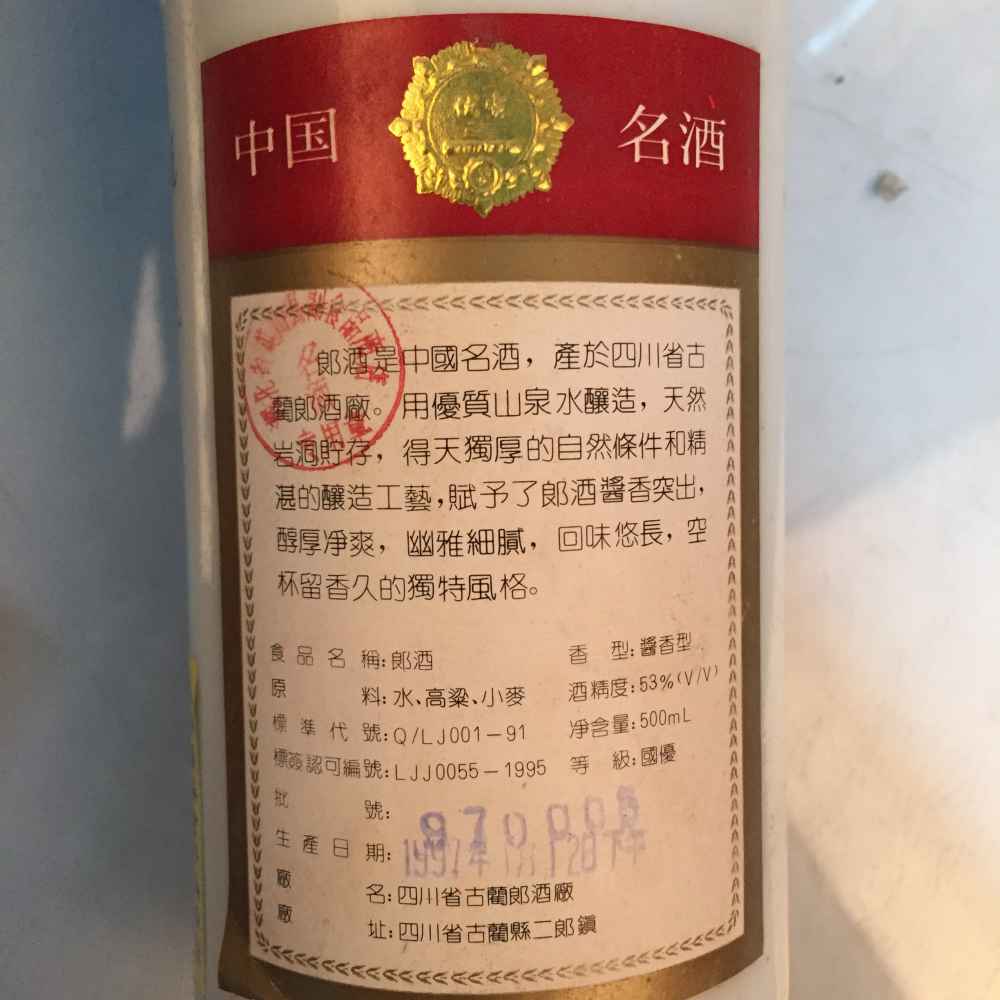 中国 名酒
郎酒是中國名酒，產於四川省古
藺郎酒廠。用優質山泉水釀造，天然
岩洞貯存，得天獨厚的自然條件和精
湛的釀造工藝，賦予了郎酒醬香突出，
醇厚凈爽，幽雅細膩，回味悠長，空
杯留香久的獨特風格。
食品名稱：郎酒 香型：醬香型
原料：水、高粱、小麥 酒精度：53%(V/V)
標準代號：Q/LJ001-91 净含量：500mL
標簽認可編號：LJJ0055-1995 等級：國優
批號：970005
生產日期：1997年
廠名：四川省古藺郎酒廠
廠址：四川省古藺縣二郎鎮